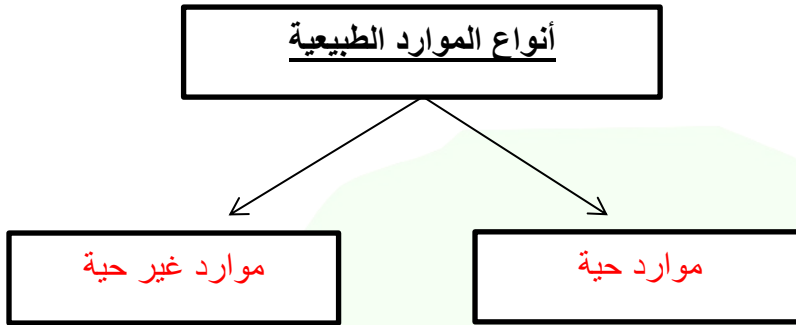 أنواع الموارد الطبيعية
موارد حية
موارد غير حية